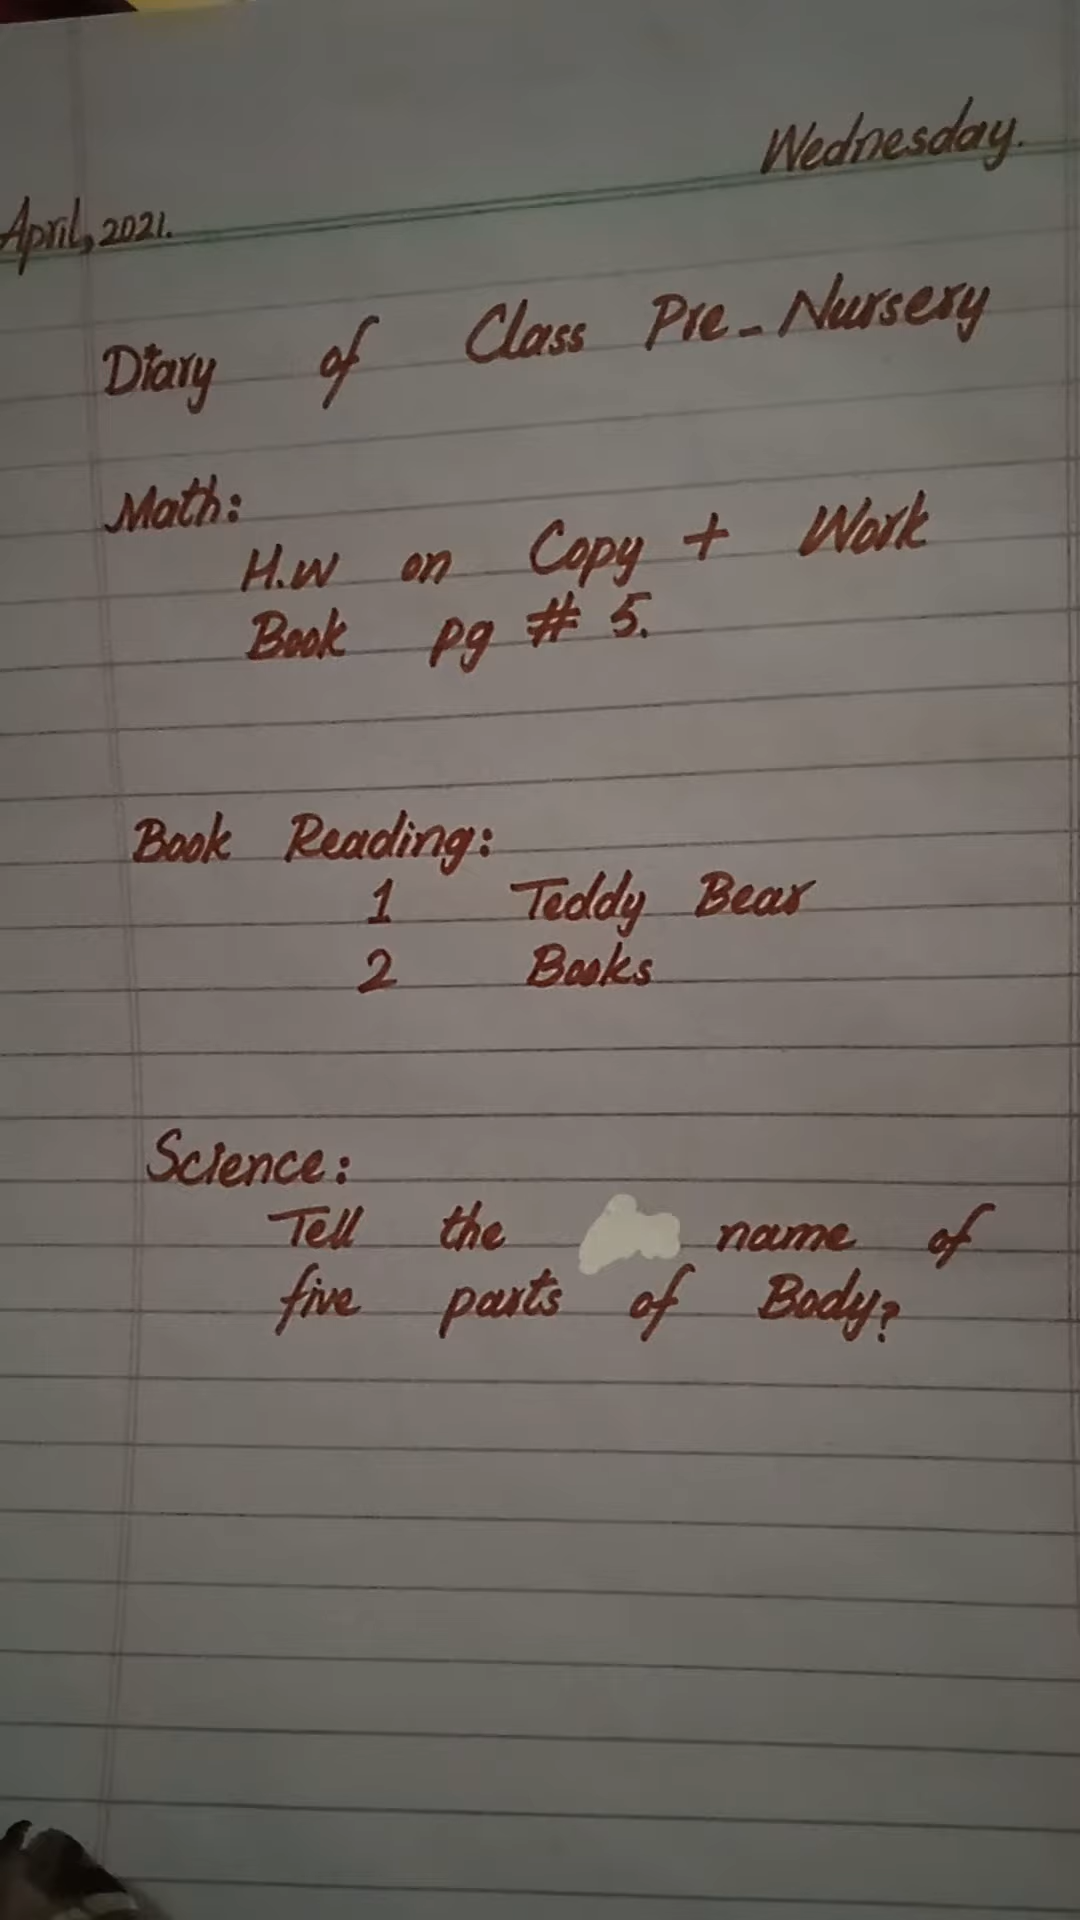 Wednesday.
April, 2021.
Diary of Class Pre-Nursery
Math:
H.W on Copy + Work
Book pg # 5.
Book Reading:
1 Teddy Bear
2 Books
Science:
Tell the name of
five parts of Body?